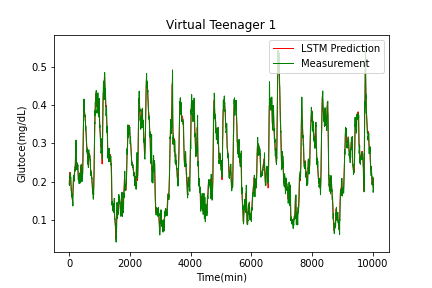 Virtual Teenager 1
LSTM Prediction
Measurement
Glutoce(mg/dL)
0.5
0.4
0.3
0.2
0.1
0
2000
4000
6000
8000
10000
Time(min)